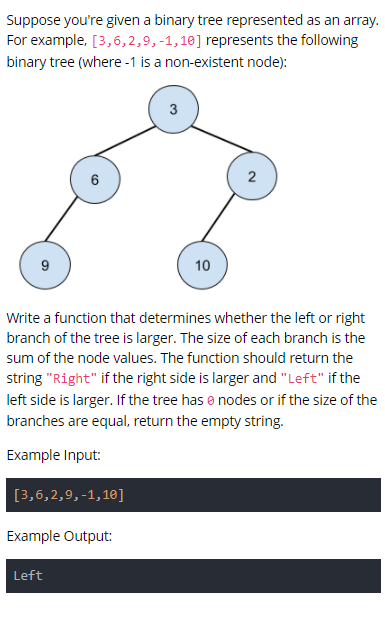 Suppose you're given a binary tree represented as an array.
For example, [3,6,2,9,-1,10] represents the following
binary tree (where -1 is a non-existent node):
3
6
2
9
10
Write a function that determines whether the left or right
branch of the tree is larger. The size of each branch is the
sum of the node values. The function should return the
string "Right" if the right side is larger and "Left" if the
left side is larger. If the tree has 0 nodes or if the size of the
branches are equal, return the empty string.
Example Input:
[3,6,2,9,-1,10]
Example Output:
Left